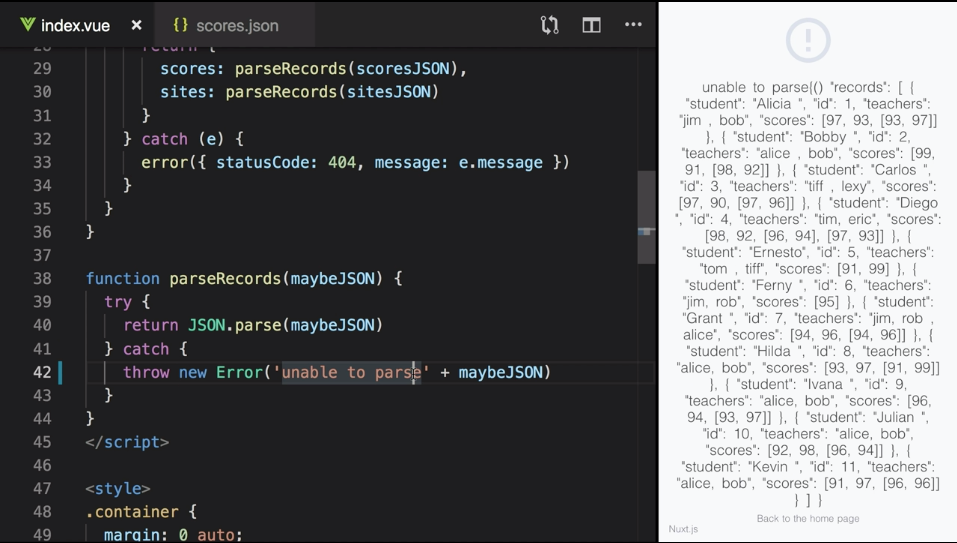 index.vue
{} scores.json
28 return {
29 scores: parseRecords(scoresJSON),
30 sites: parseRecords(sitesJSON)
31 }
32 } catch (e) {
33 error({ statusCode: 404, message: e.message })
34 }
35 }
36 }
37
38 function parseRecords(maybeJSON) {
39 try {
40 return JSON.parse(maybeJSON)
41 } catch {
42 throw new Error('unable to parse' + maybeJSON)
43 }
44 }
45 </script>
46
47 <style>
48 .container {
49 margin: 0 auto;
unable to parse{() "records": [ {
"student": "Alicia ", "id": 1, "teachers":
"jim , bob", "scores": [97, 93, [93, 97]]
}, { "student": "Bobby ", "id": 2,
"teachers": "alice , bob", "scores": [99,
91, [98, 92]] }, { "student": "Carlos ",
"id": 3, "teachers": "tiff , lexy", "scores":
[97, 90, [97, 96]] }, { "student": "Diego
", "id": 4, "teachers": "tim, eric", "scores":
[98, 92, [96, 94], [97, 93]] }, {
"student": "Ernesto", "id": 5, "teachers":
"tom , tiff", "scores": [91, 99] }, {
"student": "Ferny ", "id": 6, "teachers":
"jim, rob", "scores": [95] }, { "student":
"Grant ", "id": 7, "teachers": "jim, rob ,
alice", "scores": [94, 96, [94, 96]] }, {
"student": "Hilda ", "id": 8, "teachers":
"alice, bob", "scores": [93, 97, [91, 99]]
}, { "student": "Ivana ", "id": 9,
"teachers": "alice, bob", "scores": [96,
94, [93, 97]] }, { "student": "Julian ",
"id": 10, "teachers": "alice, bob",
"scores": [92, 98, [96, 94]] }, {
"student": "Kevin ", "id": 11, "teachers":
"alice, bob", "scores": [91, 97, [96, 96]]
} ] }
Back to the home page
Nuxt.js